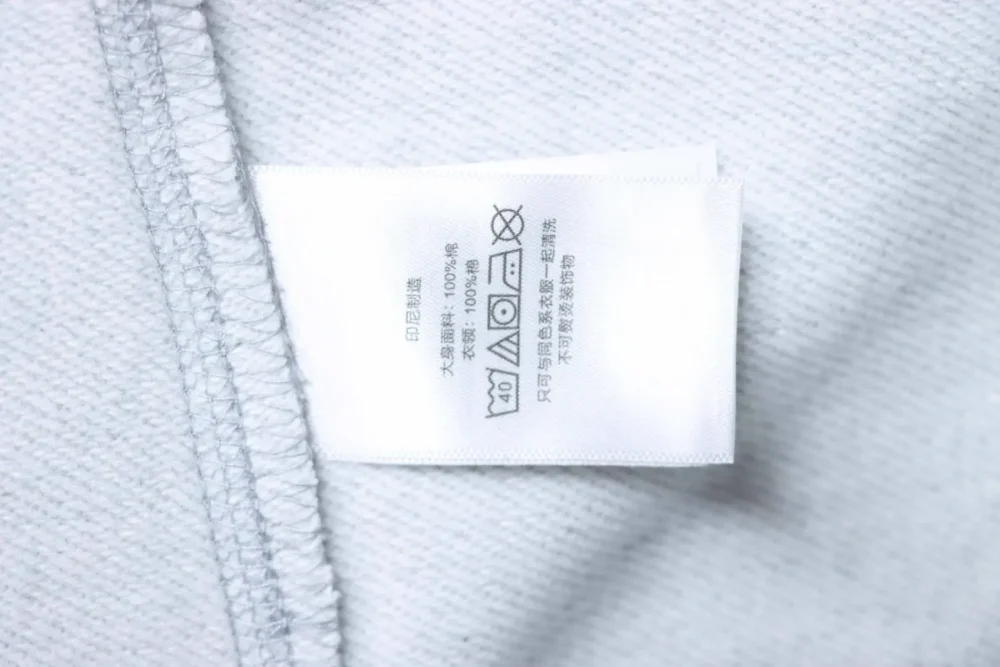 印尼制造
大身面料：100%棉
衣领：100%棉
40
只可与同色系衣服一起清洗
不可熨烫装饰物